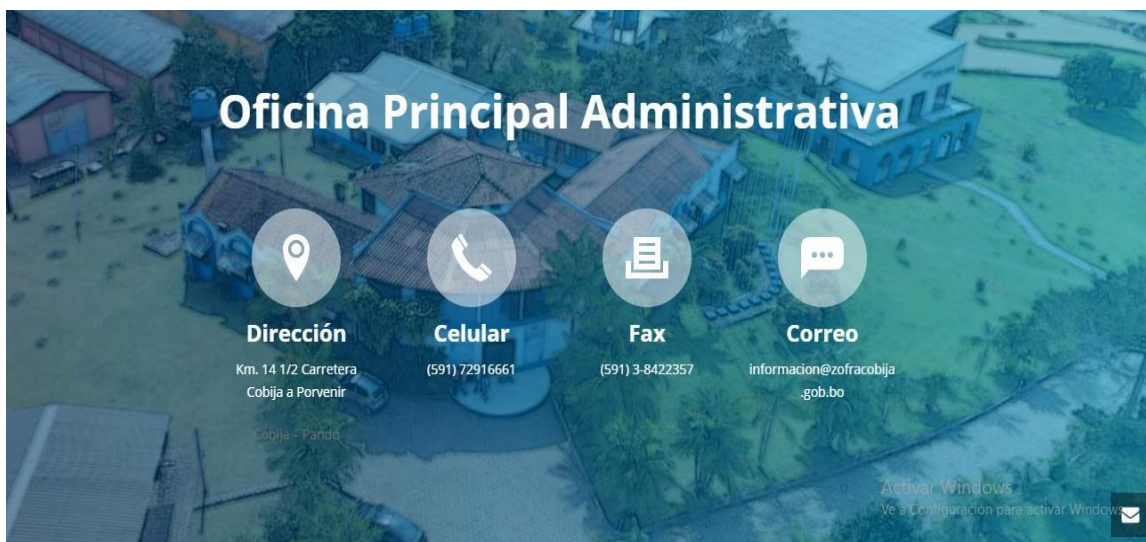 Oficina Principal Administrativa
Dirección
Km. 14 1/2 Carretera
Cobija a Porvenir
Cobija - Pando
Celular
(591) 72916661
Fax
(591) 3-8422357
Correo
informacion@zofracobija
.gob.bo
Activar Windows
Ve a Configuración para activar Windows